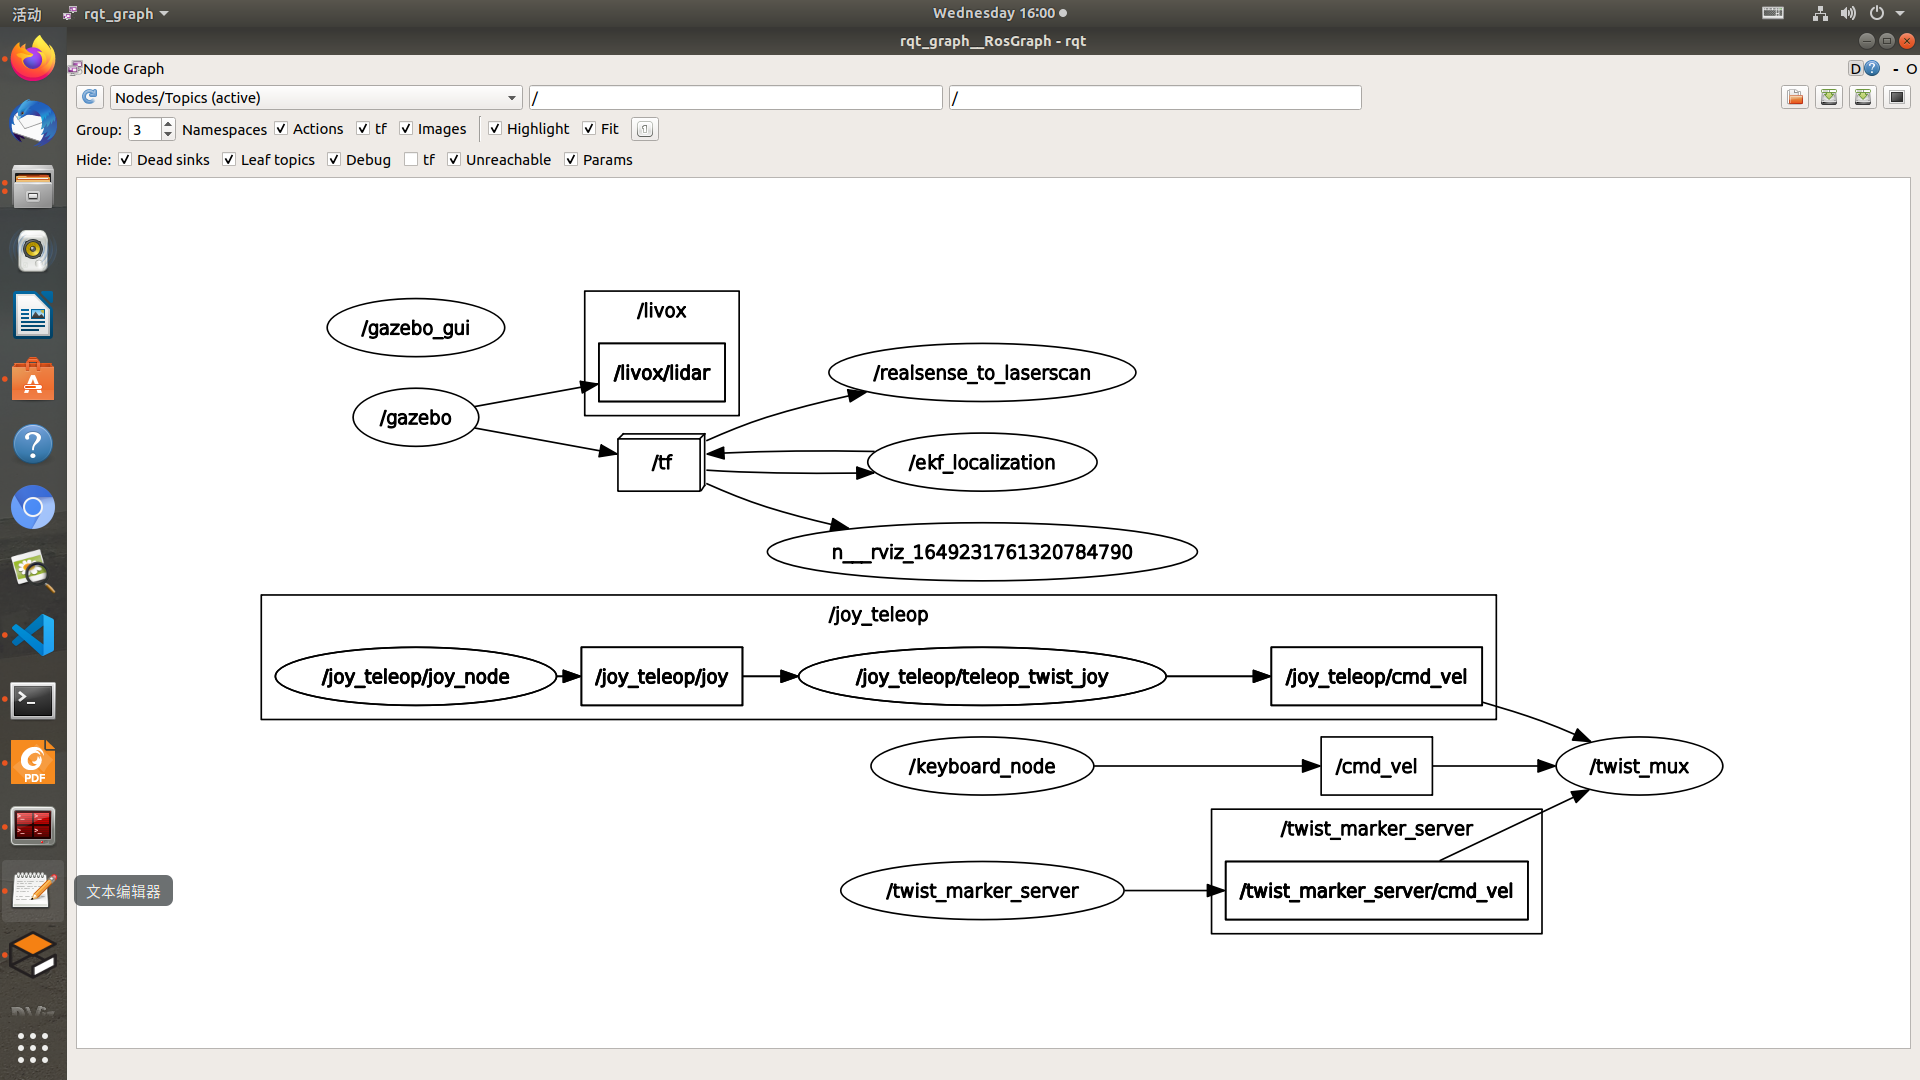 活动 rqt_graph Wednesday 16:00
rqt_graph__RosGraph - rqt
Node Graph D ? - O
Nodes/Topics (active) / /
Group: 3 Namespaces Actions tf Images Highlight Fit
Hide: Dead sinks Leaf topics Debug tf Unreachable Params
/gazebo_gui
/livox
/livox/lidar
/gazebo
/tf
/realsense_to_laserscan
/ekf_localization
n___rviz_1649231761320784790
/joy_teleop
/joy_teleop/joy_node /joy_teleop/joy /joy_teleop/teleop_twist_joy /joy_teleop/cmd_vel
/keyboard_node /cmd_vel /twist_mux
/twist_marker_server
/twist_marker_server /twist_marker_server/cmd_vel
文本编辑器
PDF